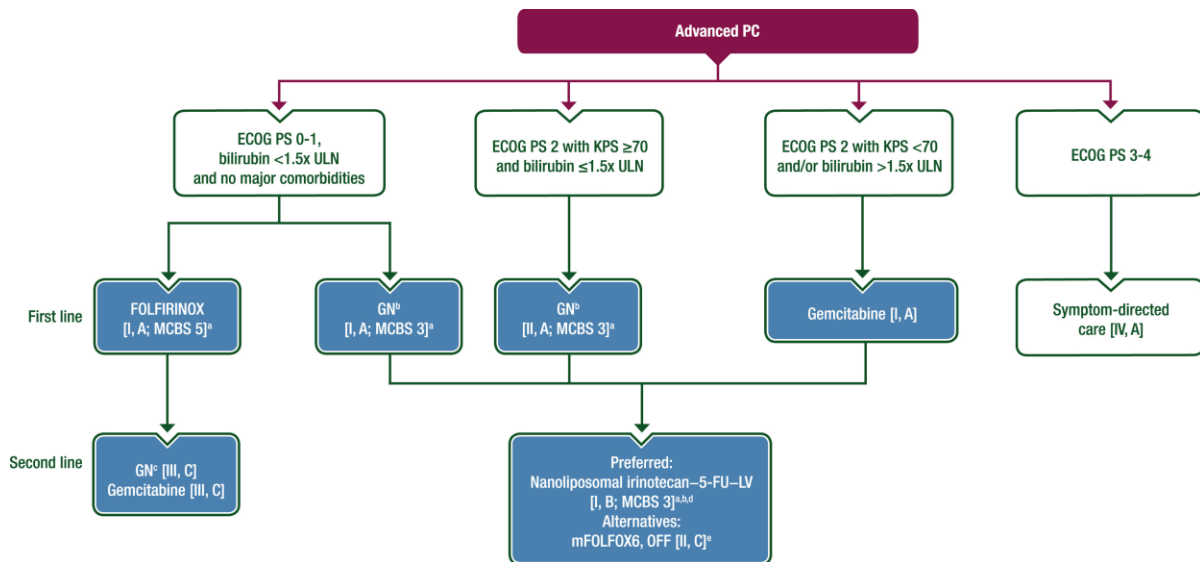 Advanced PC
ECOG PS 0-1,
bilirubin <1.5x ULN
and no major comorbidities
ECOG PS 2 with KPS ≥70
and bilirubin ≤1.5x ULN
ECOG PS 2 with KPS <70
and/or bilirubin >1.5x ULN
ECOG PS 3-4
First line
FOLFIRINOX
[I, A; MCBS 5]ᵃ
GNᵇ
[I, A; MCBS 3]ᵃ
GNᵇ
[II, A; MCBS 3]ᵃ
Gemcitabine [I, A]
Symptom-directed
care [IV, A]
Second line
GNᶜ [III, C]
Gemcitabine [III, C]
Preferred:
Nanoliposomal irinotecan–5-FU–LV
[I, B; MCBS 3]ᵃ,ᵇ,ᵈ
Alternatives:
mFOLFOX6, OFF [II, C]ᵉ